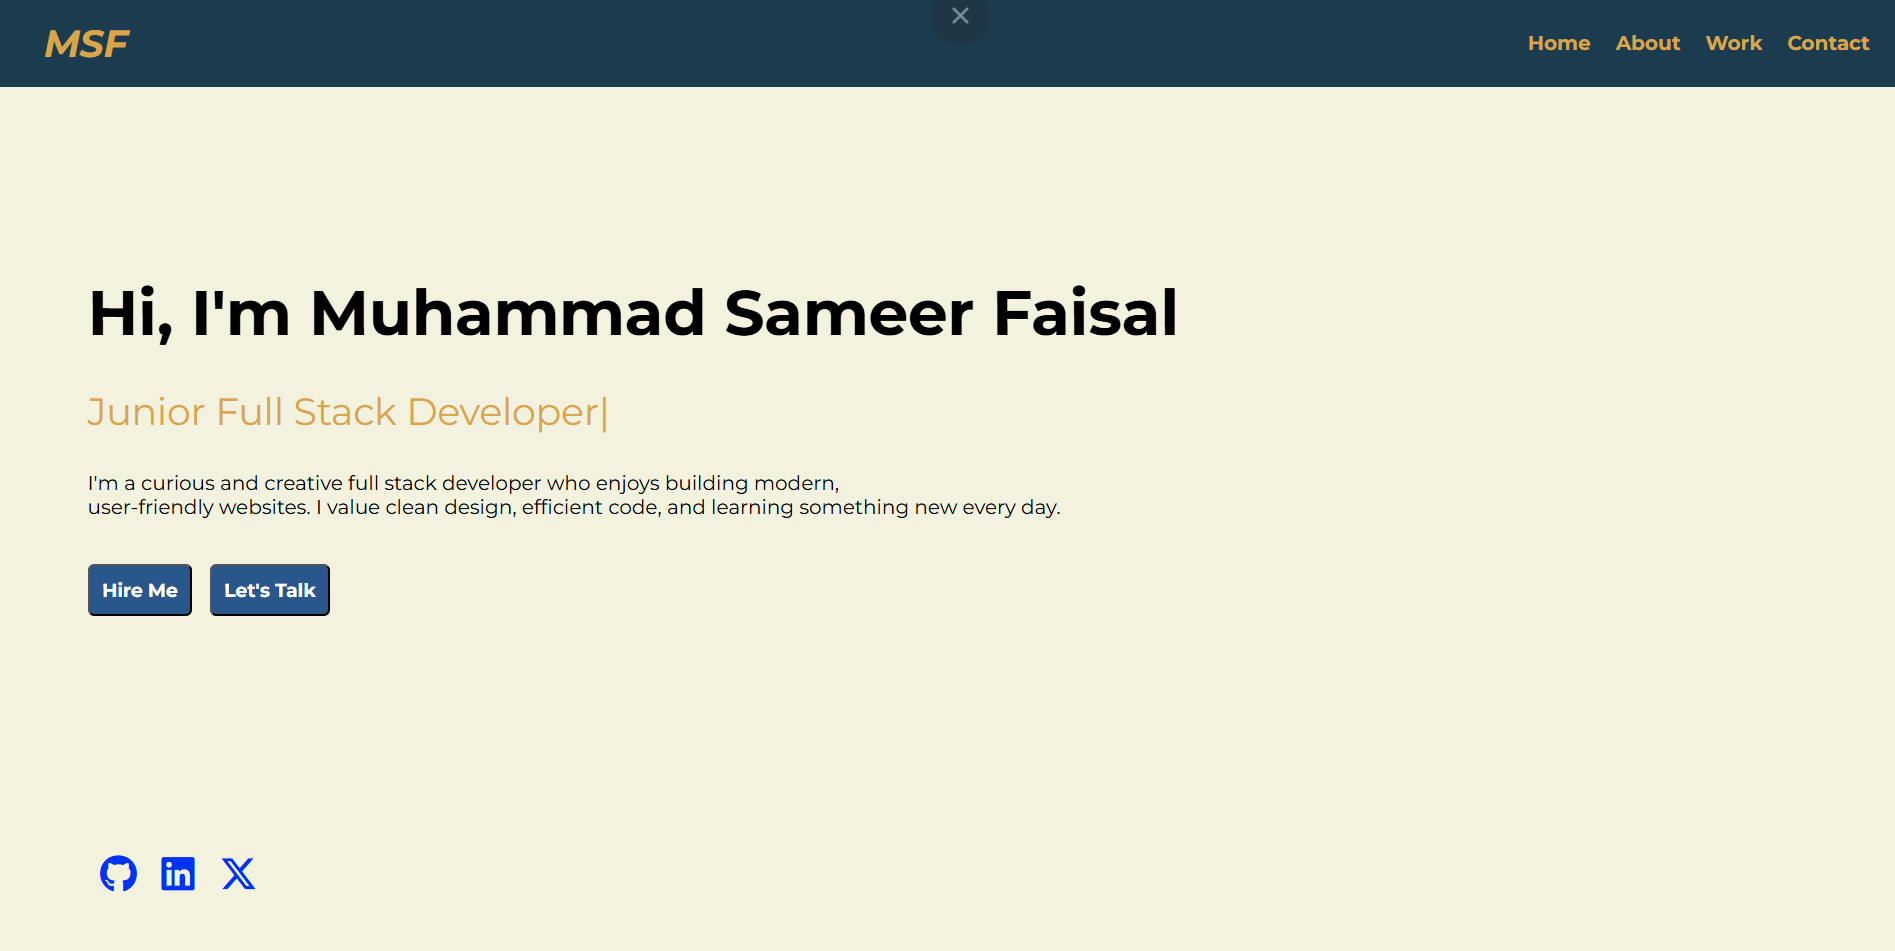 MSF
Home About Work Contact
Hi, I'm Muhammad Sameer Faisal
Junior Full Stack Developer|
I'm a curious and creative full stack developer who enjoys building modern,
user-friendly websites. I value clean design, efficient code, and learning something new every day.
Hire Me Let's Talk